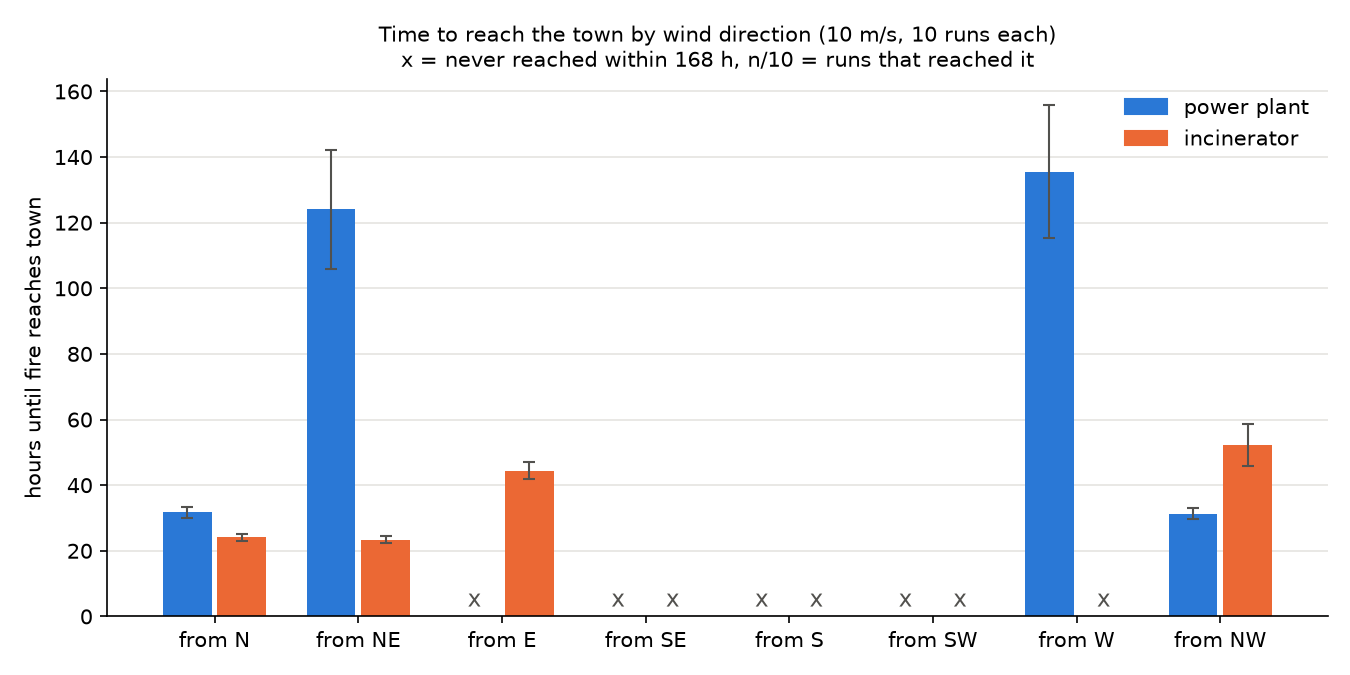 Time to reach the town by wind direction (10 m/s, 10 runs each)
x = never reached within 168 h, n/10 = runs that reached it
hours until fire reaches town
160
140
120
100
80
60
40
20
0
power plant
incinerator
x
x
x
x
x
x
x
x
from N
from NE
from E
from SE
from S
from SW
from W
from NW